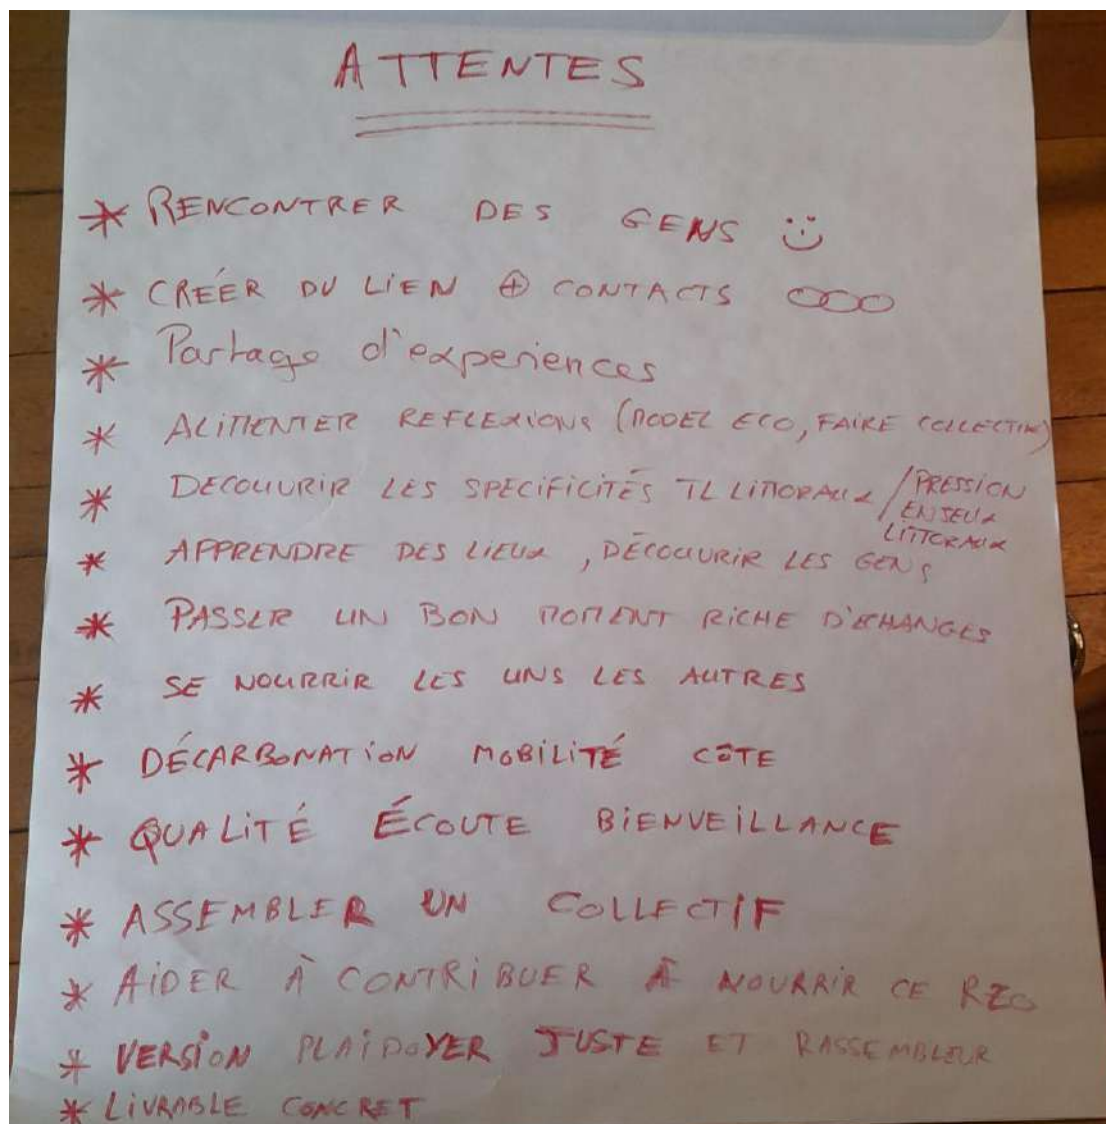 ATTENTES
* RENCONTRER DES GENS
* CRÉER DU LIEN ⊕ CONTACTS
* Partage d'experiences
* ALIMENTER REFLEXIONS (MODEL ECO, FAIRE COLLECTIF)
* DECOUVRIR LES SPECIFICITÉS TL LITTORAUX / PRESSION
/ ENJEUX
LITTORAUX
* APPRENDRE DES LIEUX, DÉCOUVRIR LES GENS
* PASSER UN BON MOMENT RICHE D'ECHANGES
* SE NOURRIR LES UNS LES AUTRES
* DÉCARBONATION MOBILITÉ CÔTE
* QUALITÉ ÉCOUTE BIENVEILLANCE
* ASSEMBLER UN COLLECTIF
* AIDER À CONTRIBUER À NOURRIR CE RZO
* VERSION PLAIDOYER JUSTE ET RASSEMBLEUR
* LIVRABLE CONCRET